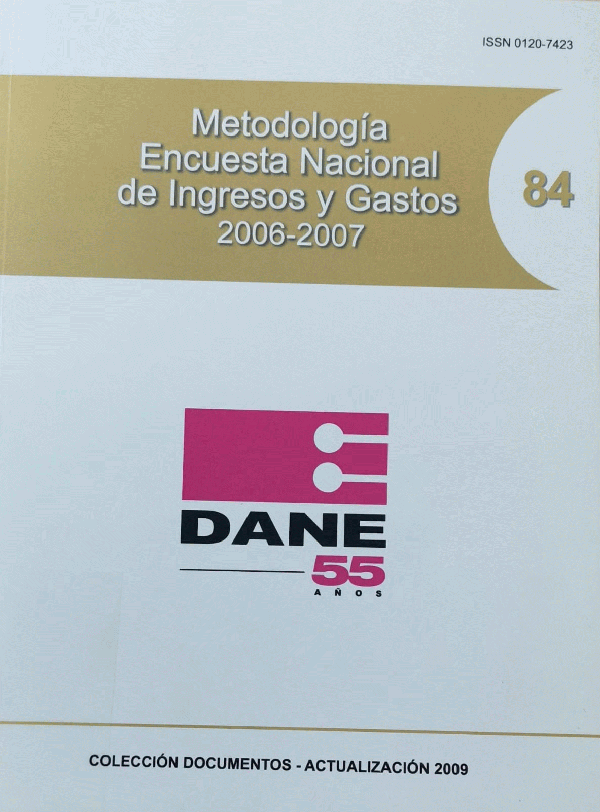 ISSN 0120-7423
Metodología
Encuesta Nacional
de Ingresos y Gastos
2006-2007
84
DANE
55
AÑOS
COLECCIÓN DOCUMENTOS - ACTUALIZACIÓN 2009